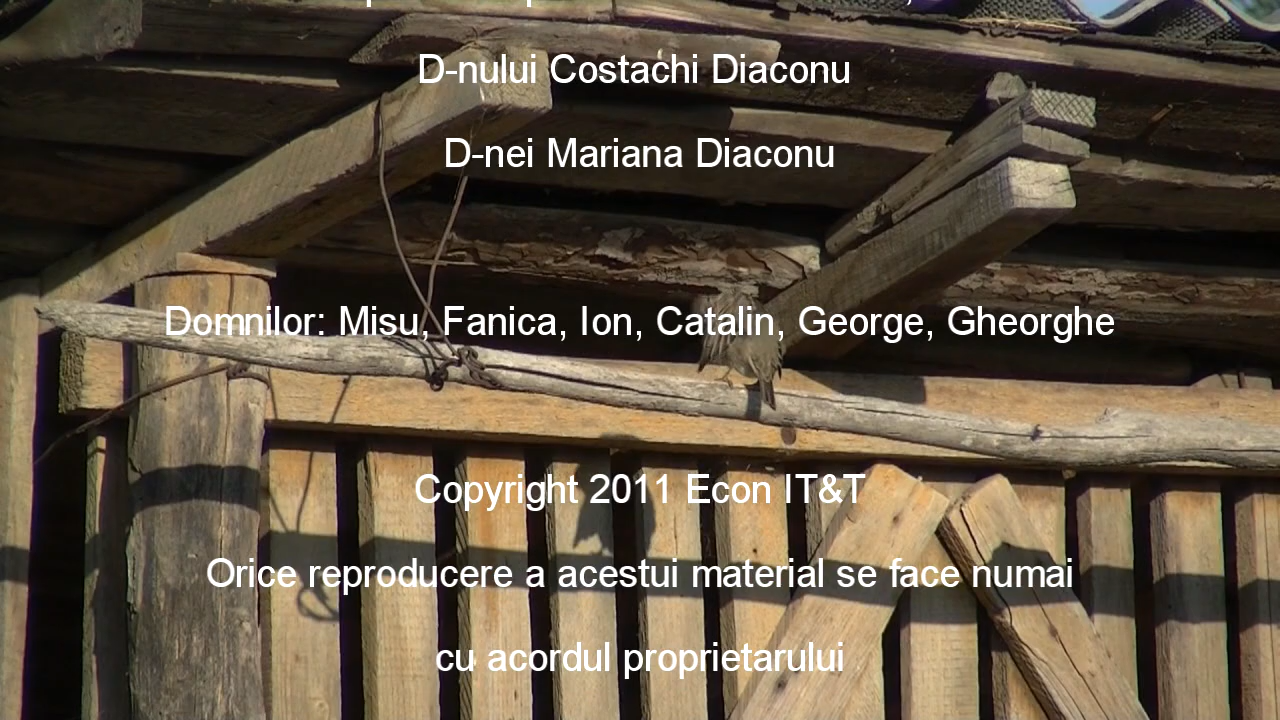 D-nului Costachi Diaconu
D-nei Mariana Diaconu
Domnilor: Misu, Fanica, Ion, Catalin, George, Gheorghe
Copyright 2011 Econ IT&T
Orice reproducere a acestui material se face numai
cu acordul proprietarului